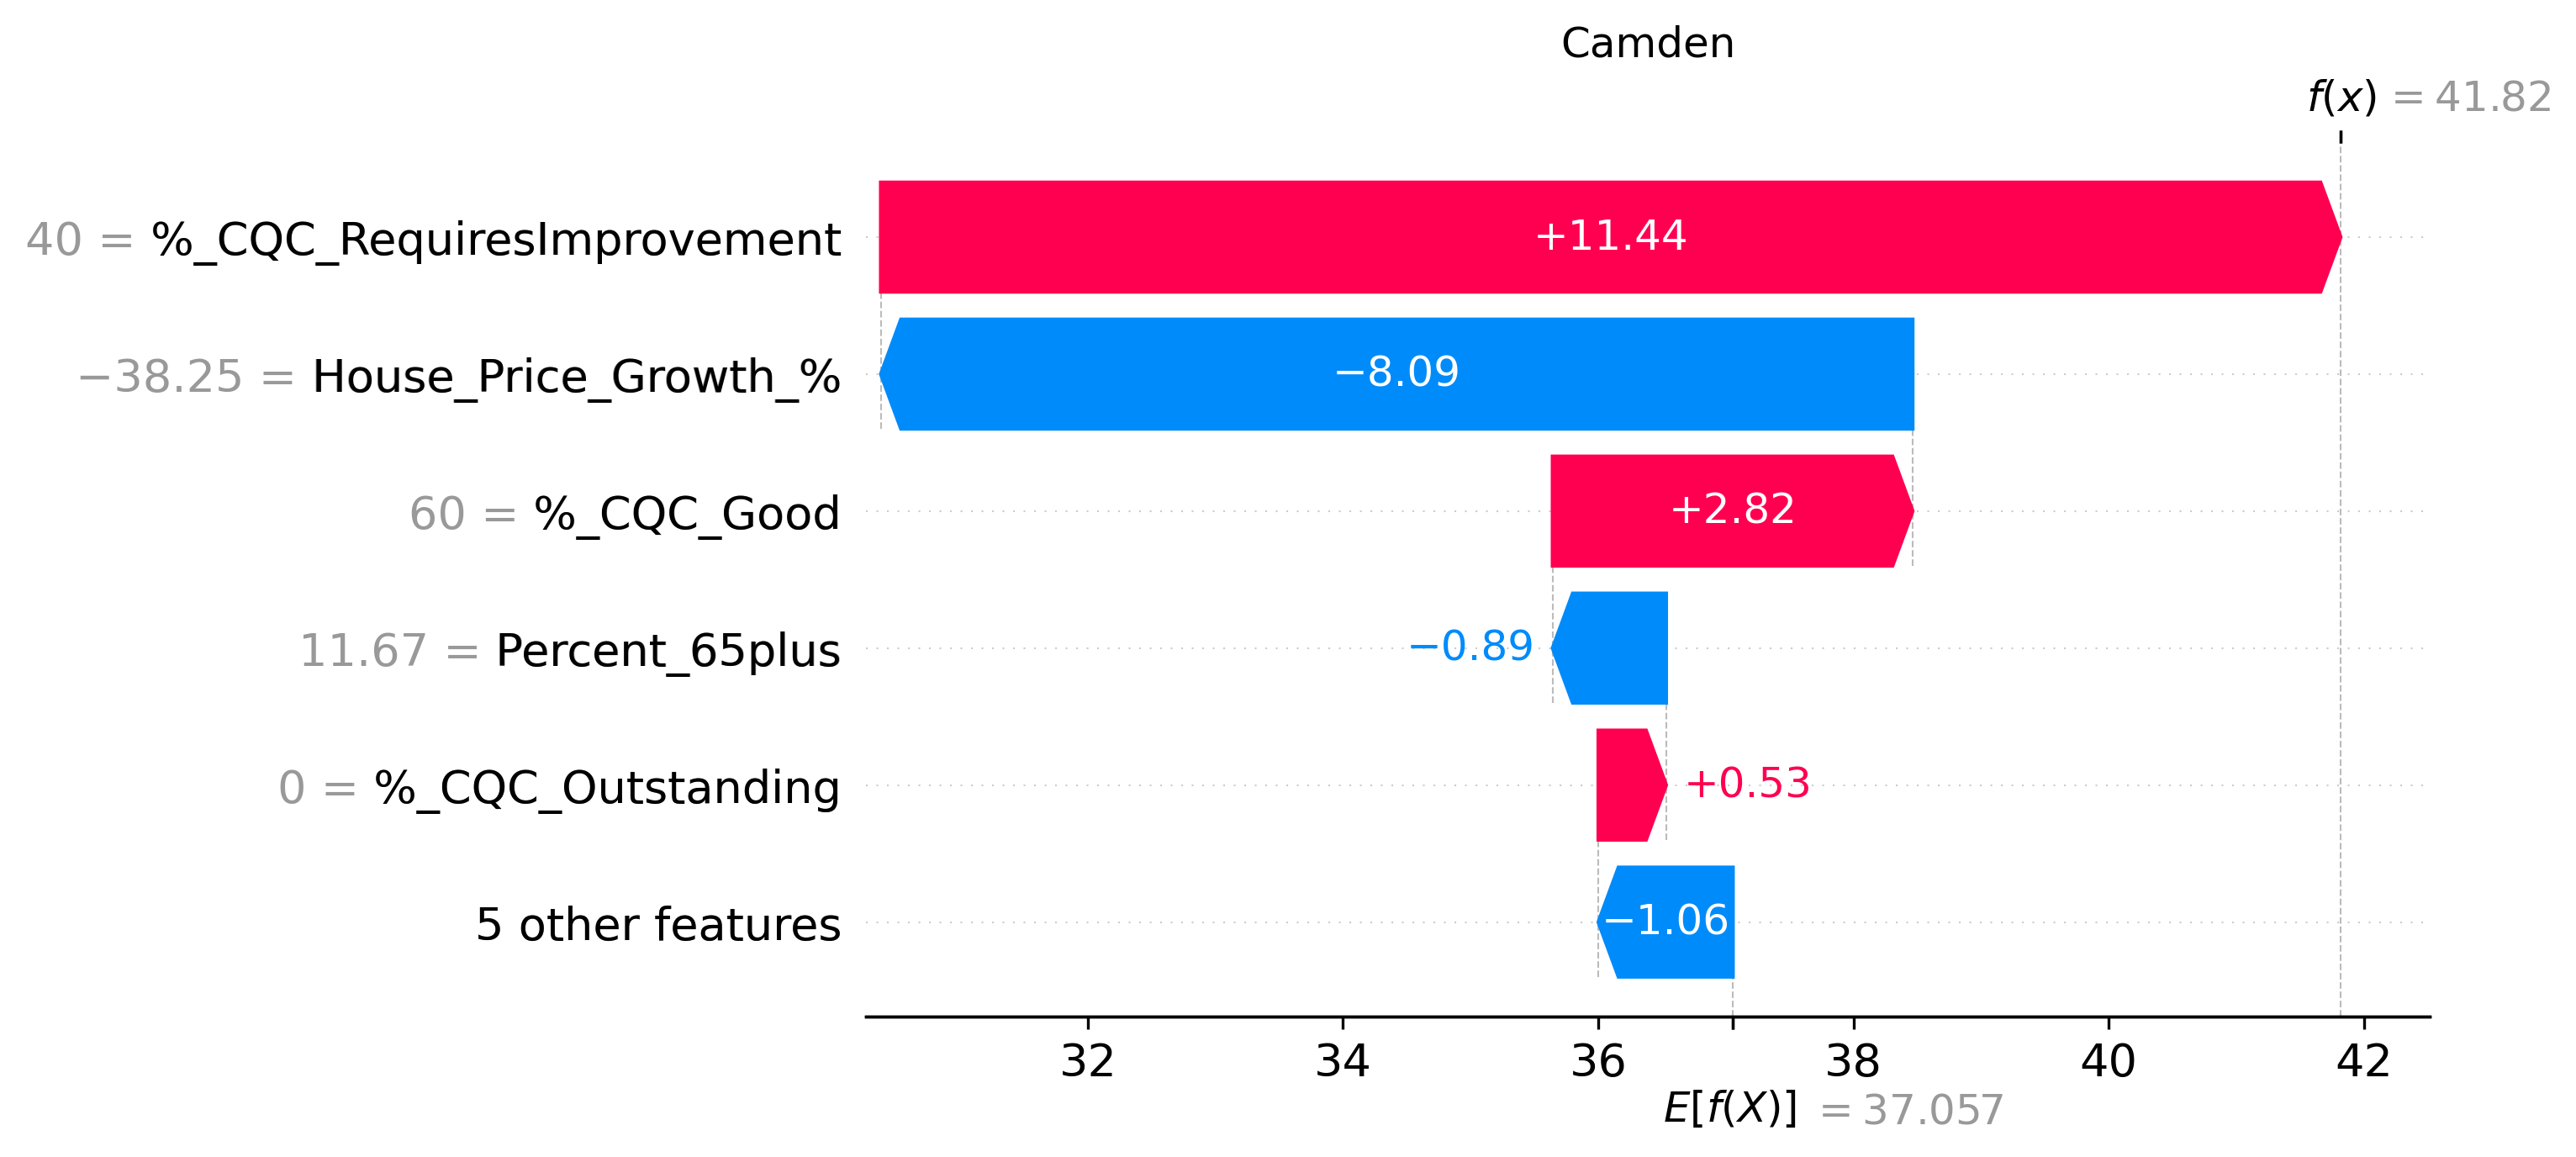 Camden
f(x) = 41.82
40 = %_CQC_RequiresImprovement
+11.44
−38.25 = House_Price_Growth_%
−8.09
60 = %_CQC_Good
+2.82
11.67 = Percent_65plus
−0.89
0 = %_CQC_Outstanding
+0.53
5 other features
−1.06
32 34 36 38 40 42
E[f(X)] = 37.057